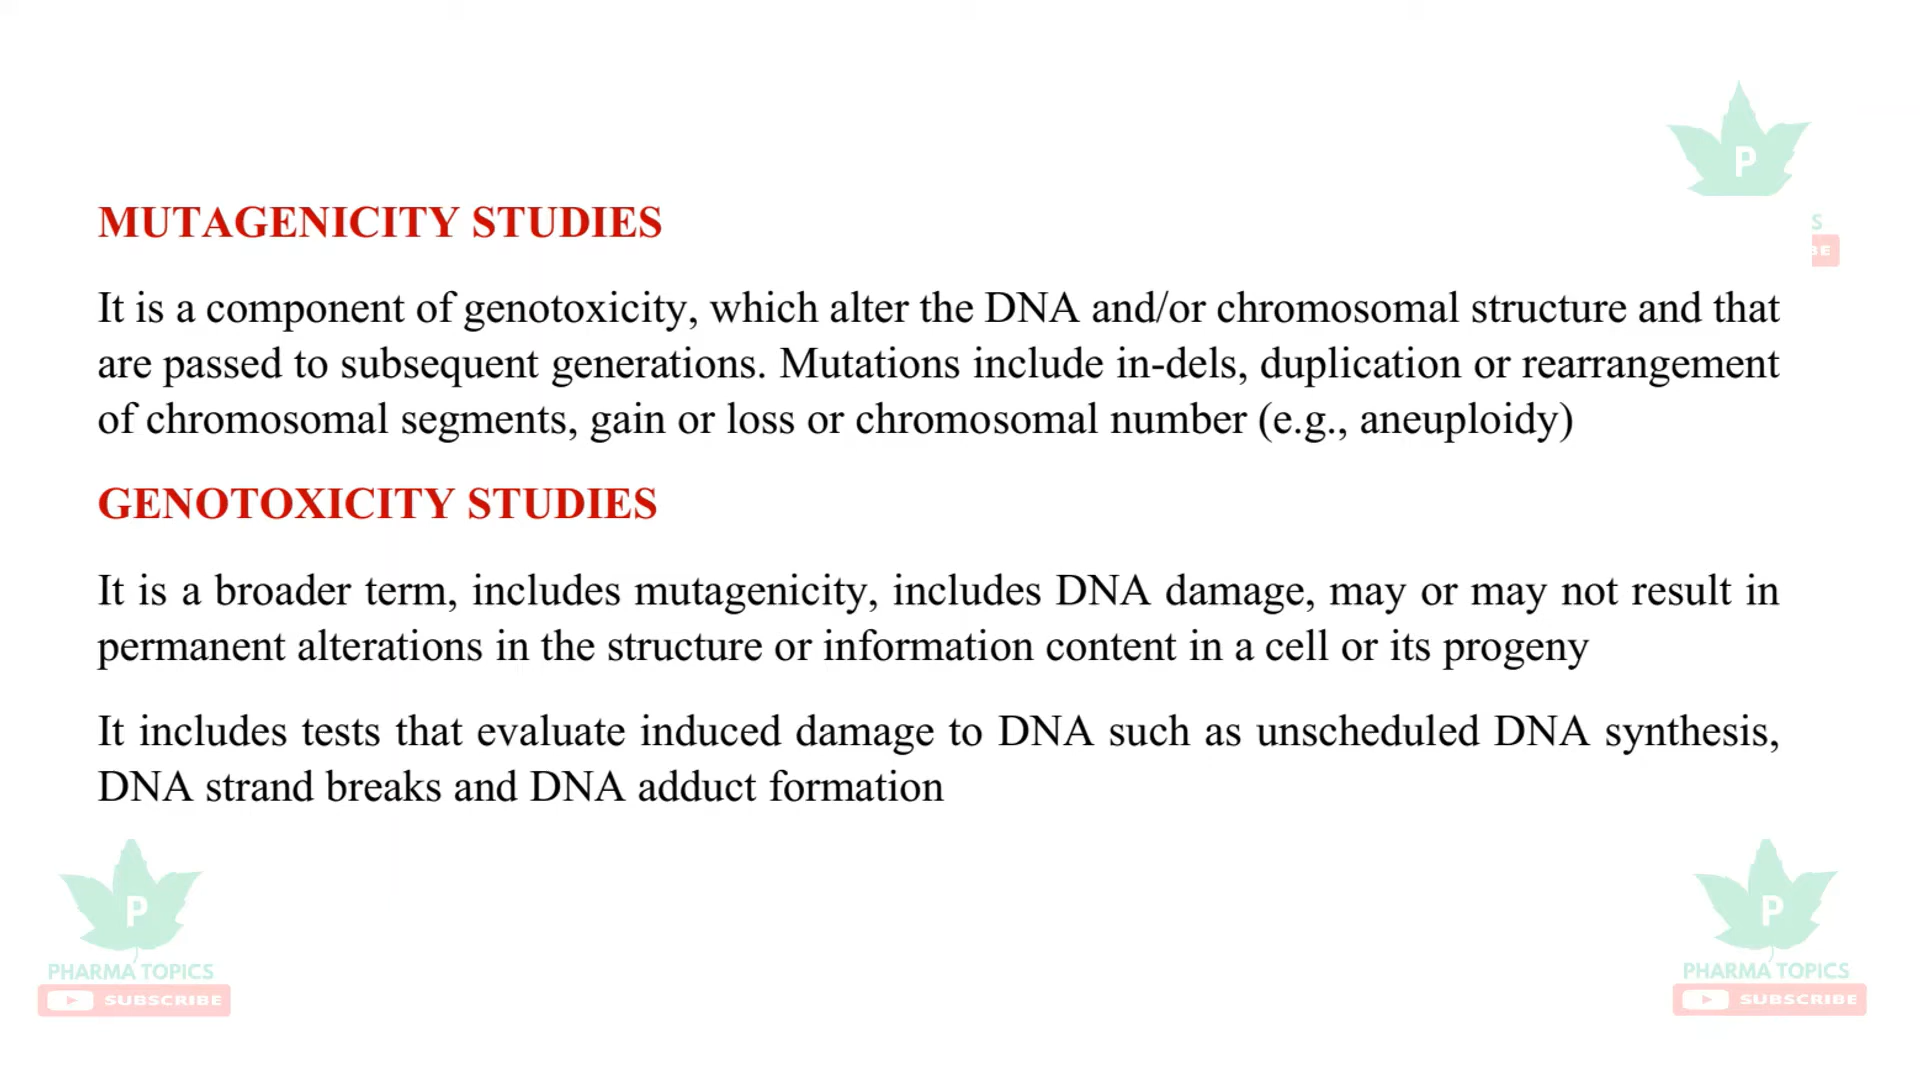 P
S
BE
MUTAGENICITY STUDIES
It is a component of genotoxicity, which alter the DNA and/or chromosomal structure and that
are passed to subsequent generations. Mutations include in-dels, duplication or rearrangement
of chromosomal segments, gain or loss or chromosomal number (e.g., aneuploidy)
GENOTOXICITY STUDIES
It is a broader term, includes mutagenicity, includes DNA damage, may or may not result in
permanent alterations in the structure or information content in a cell or its progeny
It includes tests that evaluate induced damage to DNA such as unscheduled DNA synthesis,
DNA strand breaks and DNA adduct formation
P
PHARMA TOPICS
SUBSCRIBE
P
PHARMA TOPICS
SUBSCRIBE